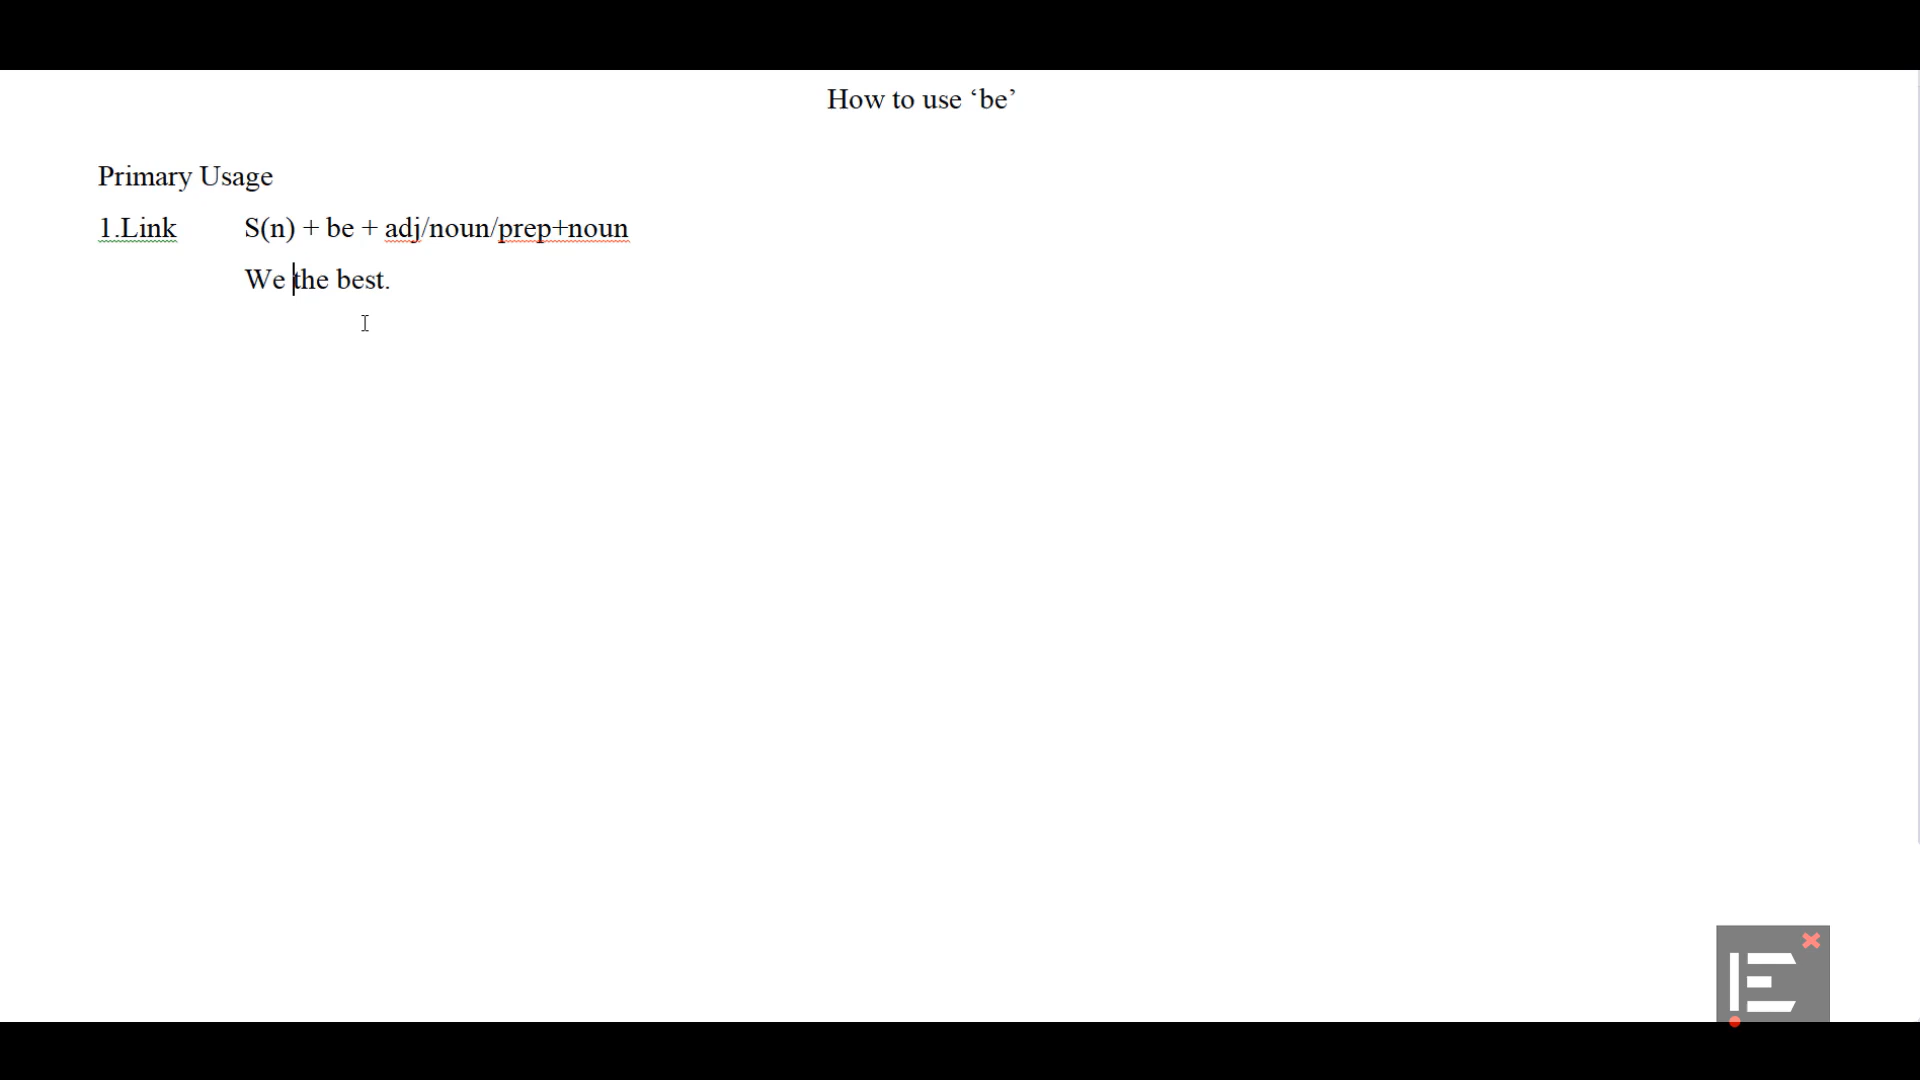 How to use ‘be’
Primary Usage
1.Link S(n) + be + adj/noun/prep+noun
We the best.